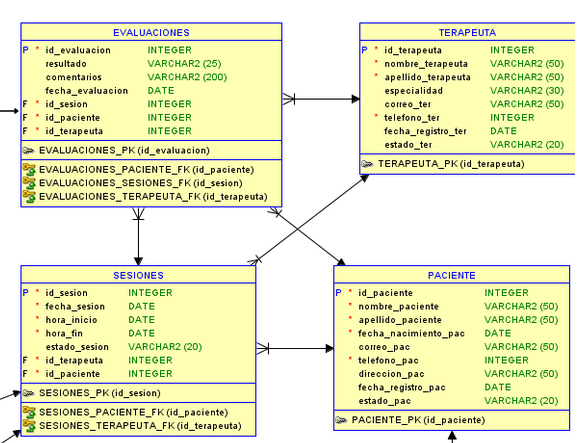 EVALUACIONES
P * id_evaluacion INTEGER
resultado VARCHAR2 (25)
comentarios VARCHAR2 (200)
fecha_evaluacion DATE
F * id_sesion INTEGER
F * id_paciente INTEGER
F * id_terapeuta INTEGER
EVALUACIONES_PK (id_evaluacion)
EVALUACIONES_PACIENTE_FK (id_paciente)
EVALUACIONES_SESIONES_FK (id_sesion)
EVALUACIONES_TERAPEUTA_FK (id_terapeuta)
TERAPEUTA
P * id_terapeuta INTEGER
* nombre_terapeuta VARCHAR2 (50)
* apellido_terapeuta VARCHAR2 (50)
especialidad VARCHAR2 (30)
correo_ter VARCHAR2 (50)
* telefono_ter INTEGER
fecha_registro_ter DATE
estado_ter VARCHAR2 (20)
TERAPEUTA_PK (id_terapeuta)
SESIONES
P * id_sesion INTEGER
* fecha_sesion DATE
* hora_inicio DATE
* hora_fin DATE
estado_sesion VARCHAR2 (20)
F * id_terapeuta INTEGER
F * id_paciente INTEGER
SESIONES_PK (id_sesion)
SESIONES_PACIENTE_FK (id_paciente)
SESIONES_TERAPEUTA_FK (id_terapeuta)
PACIENTE
P * id_paciente INTEGER
* nombre_paciente VARCHAR2 (50)
* apellido_paciente VARCHAR2 (50)
* fecha_nacimiento_pac DATE
correo_pac VARCHAR2 (50)
* telefono_pac INTEGER
direccion_pac VARCHAR2 (50)
fecha_registro_pac DATE
estado_pac VARCHAR2 (20)
PACIENTE_PK (id_paciente)